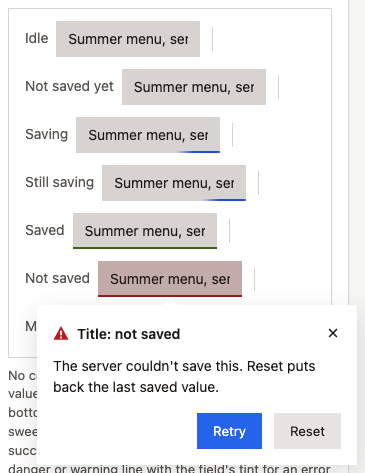 Idle Summer menu, ser
Not saved yet Summer menu, ser
Saving Summer menu, ser
Still saving Summer menu, ser
Saved Summer menu, ser
Not saved Summer menu, ser
M
Title: not saved
The server couldn't save this. Reset puts
back the last saved value.
Retry Reset
No c
value
botto
swee
succ
danger or warning line with the field's tint for an error